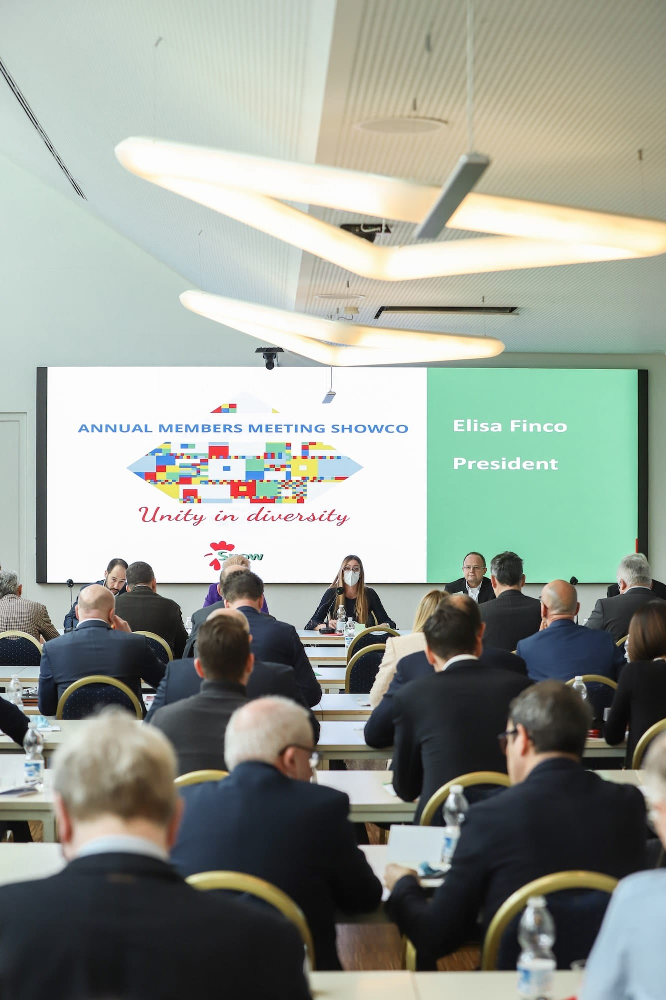 ANNUAL MEMBERS MEETING SHOWCO
Unity in diversity
Elisa Finco
President